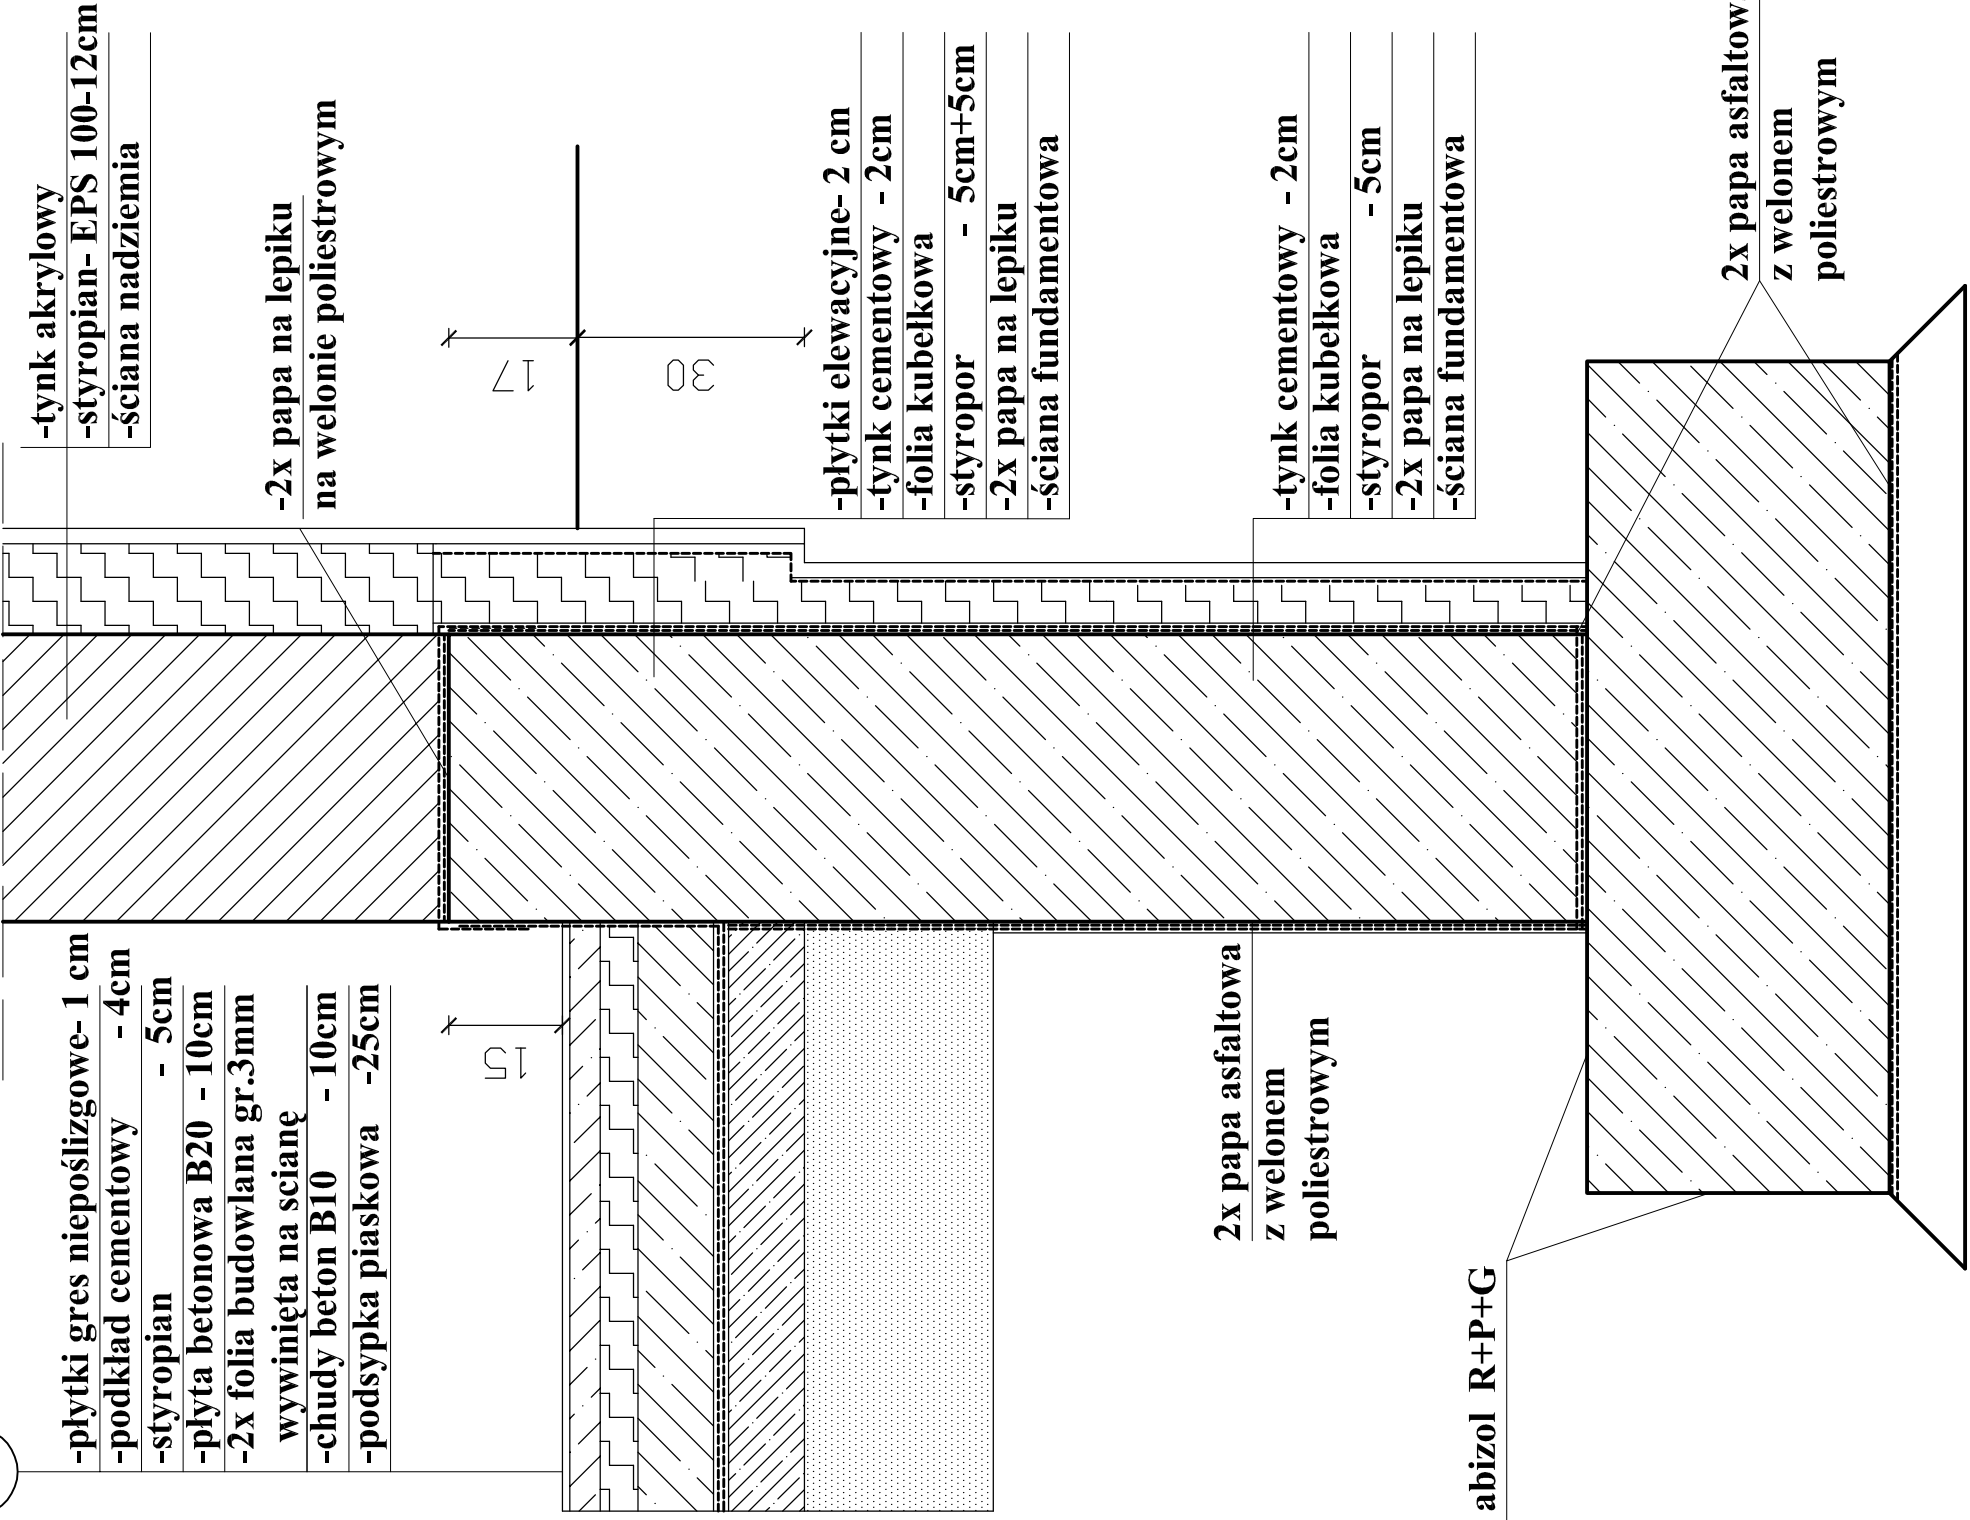 -tynk akrylowy
-styropian- EPS 100-12cm
-ściana nadziemia
-2x papa na lepiku
na welonie poliestrowym
17
30
-płytki elewacyjne- 2 cm
-tynk cementowy - 2cm
-folia kubełkowa
-styropor - 5cm+5cm
-2x papa na lepiku
-ściana fundamentowa
-tynk cementowy - 2cm
-folia kubełkowa
-styropor - 5cm
-2x papa na lepiku
-ściana fundamentowa
2x papa
z welonem
poliestrowym
-płytki gres niepoślizgowe- 1 cm
-podkład cementowy - 4cm
-styropian - 5cm
-płyta betonowa B20 - 10cm
-2x folia budowlana gr.3mm
wywinięta na scianę
-chudy beton B10 - 10cm
-podsypka piaskowa -25cm
15
2x papa asfaltowa
z welonem
poliestrowym
abizol R+P+G